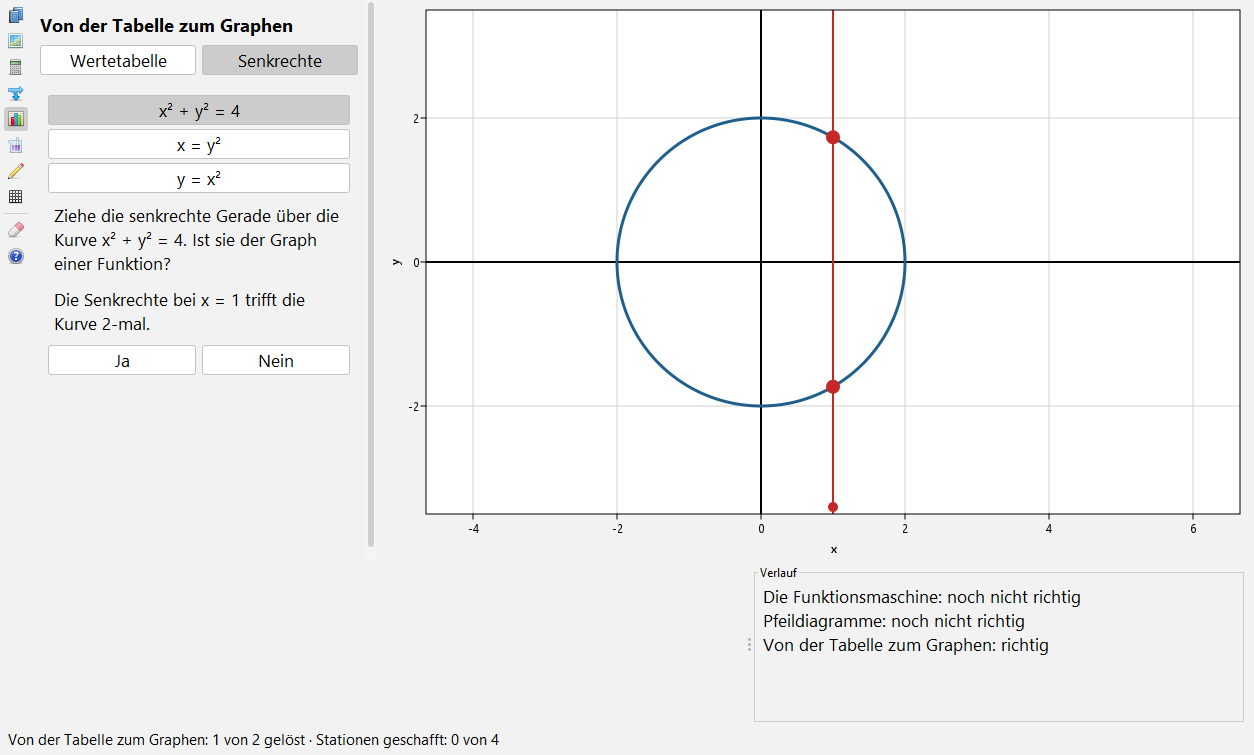 Von der Tabelle zum Graphen
Wertetabelle
Senkrechte
x² + y² = 4
x = y²
y = x²
Ziehe die senkrechte Gerade über die
Kurve x² + y² = 4. Ist sie der Graph
einer Funktion?
Die Senkrechte bei x = 1 trifft die
Kurve 2-mal.
Ja
Nein
y
2
0
-2
-4
-2
0
2
4
6
x
Verlauf
Die Funktionsmaschine: noch nicht richtig
Pfeildiagramme: noch nicht richtig
Von der Tabelle zum Graphen: richtig
Von der Tabelle zum Graphen: 1 von 2 gelöst · Stationen geschafft: 0 von 4